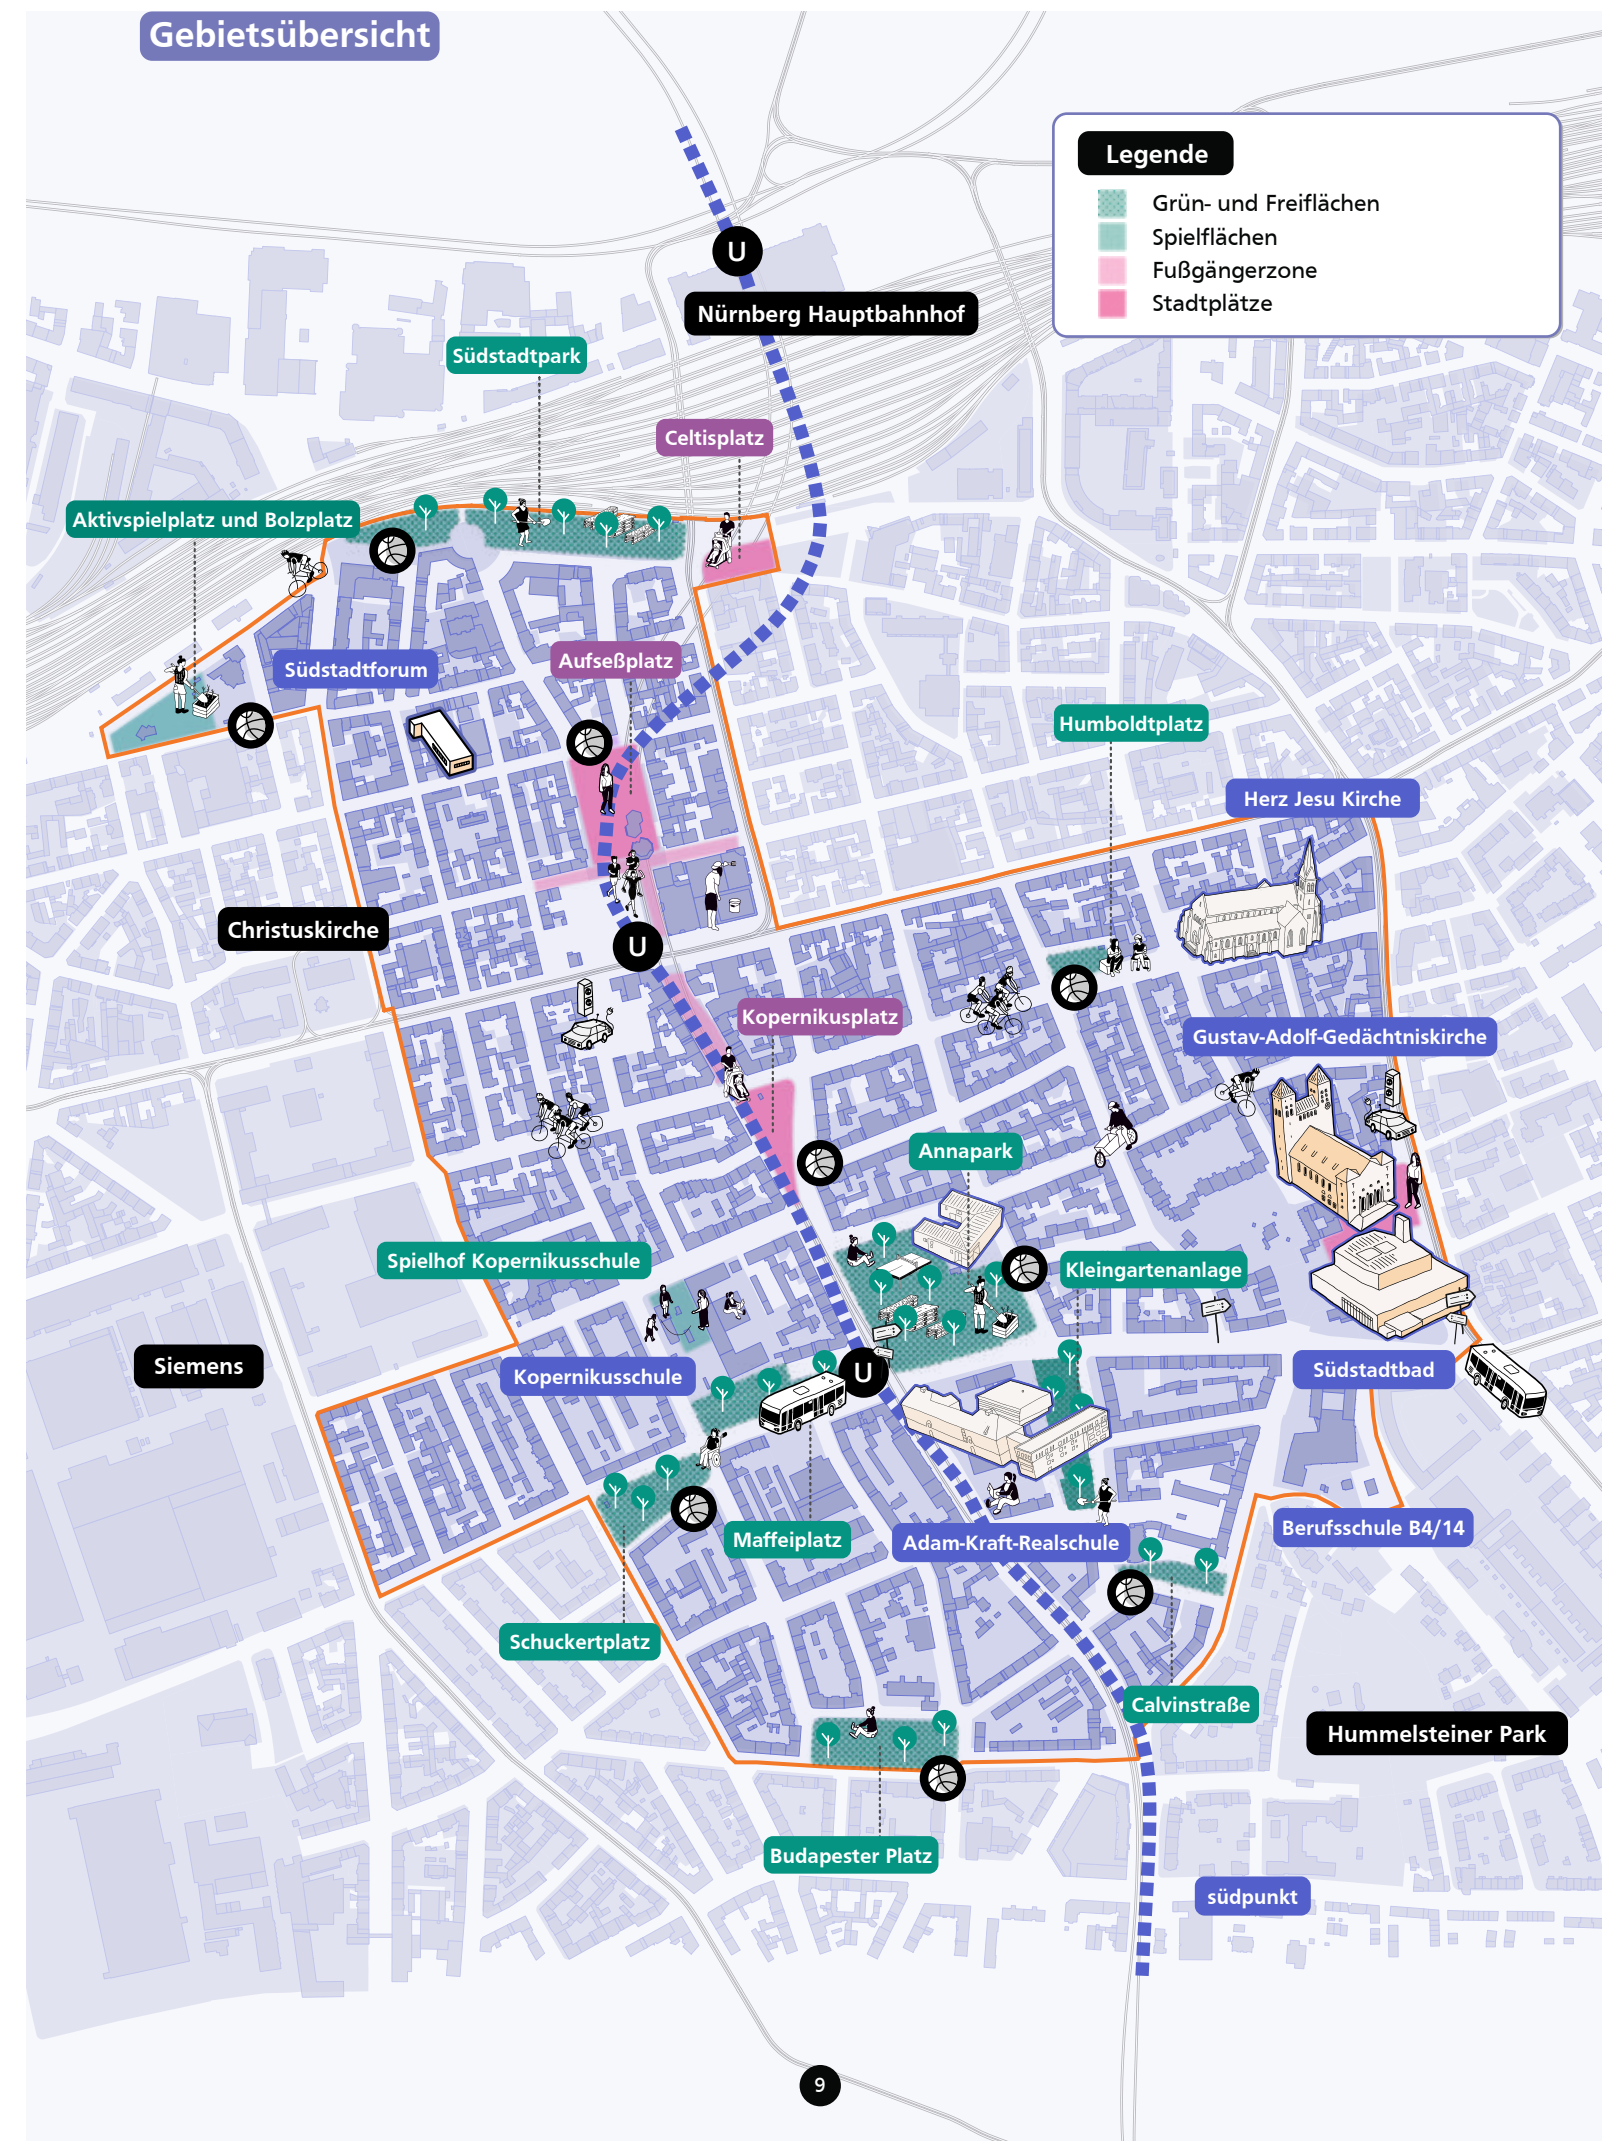 Gebietsübersicht
Legende
Grün- und Freiflächen
Spielflächen
Fußgängerzone
Stadtplätze
U
Nürnberg Hauptbahnhof
Südstadtpark
Celtisplatz
Aktivspielplatz und Bolzplatz
Südstadtforum
Aufseßplatz
Humboldtplatz
Herz Jesu Kirche
Christuskirche
U
Kopernikusplatz
Gustav-Adolf-Gedächtniskirche
Annapark
Spielhof Kopernikusschule
Kleingartenanlage
Siemens
Kopernikusschule
U
Südstadtbad
Maffeiplatz
Adam-Kraft-Realschule
Berufsschule B4/14
Schuckertplatz
Calvinstraße
Hummelsteiner Park
Budapester Platz
südpunkt
9